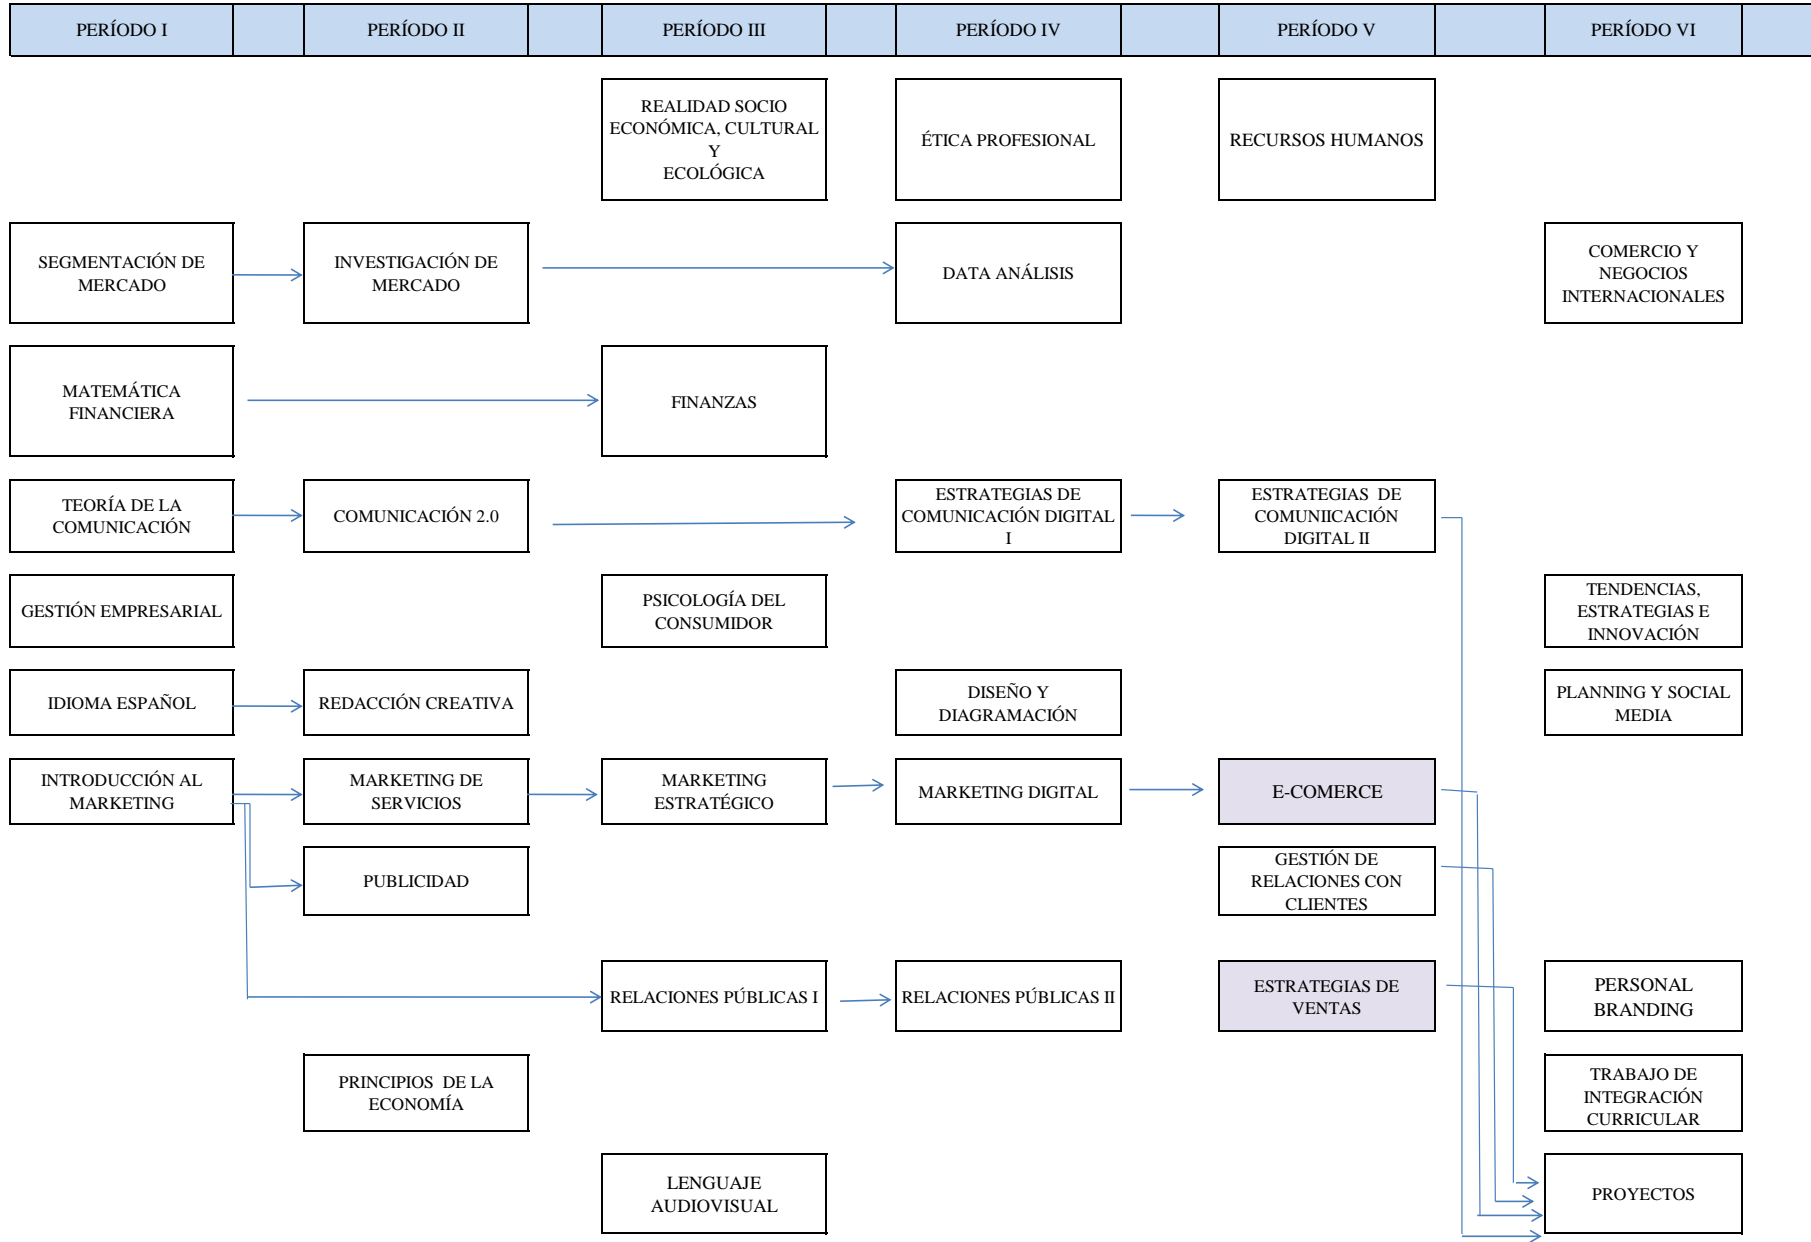 PERÍODO I
PERÍODO II
PERÍODO III
PERÍODO IV
PERÍODO V
PERÍODO VI
REALIDAD SOCIO
ECONÓMICA, CULTURAL
Y
ECOLÓGICA
ÉTICA PROFESIONAL
RECURSOS HUMANOS
SEGMENTACIÓN DE
MERCADO
INVESTIGACIÓN DE
MERCADO
DATA ANÁLISIS
COMERCIO Y
NEGOCIOS
INTERNACIONALES
MATEMÁTICA
FINANCIERA
FINANZAS
TEORÍA DE LA
COMUNICACIÓN
COMUNICACIÓN 2.0
ESTRATEGIAS DE
COMUNICACIÓN DIGITAL
I
ESTRATEGIAS DE
COMUNIICACIÓN
DIGITAL II
GESTIÓN EMPRESARIAL
PSICOLOGÍA DEL
CONSUMIDOR
TENDENCIAS,
ESTRATEGIAS E
INNOVACIÓN
IDIOMA ESPAÑOL
REDACCIÓN CREATIVA
DISEÑO Y
DIAGRAMACIÓN
PLANNING Y SOCIAL
MEDIA
INTRODUCCIÓN AL
MARKETING
MARKETING DE
SERVICIOS
MARKETING
ESTRATÉGICO
MARKETING DIGITAL
E-COMERCE
PUBLICIDAD
GESTIÓN DE
RELACIONES CON
CLIENTES
RELACIONES PÚBLICAS I
RELACIONES PÚBLICAS II
ESTRATEGIAS DE
VENTAS
PERSONAL
BRANDING
PRINCIPIOS DE LA
ECONOMÍA
TRABAJO DE
INTEGRACIÓN
CURRICULAR
LENGUAJE
AUDIOVISUAL
PROYECTOS